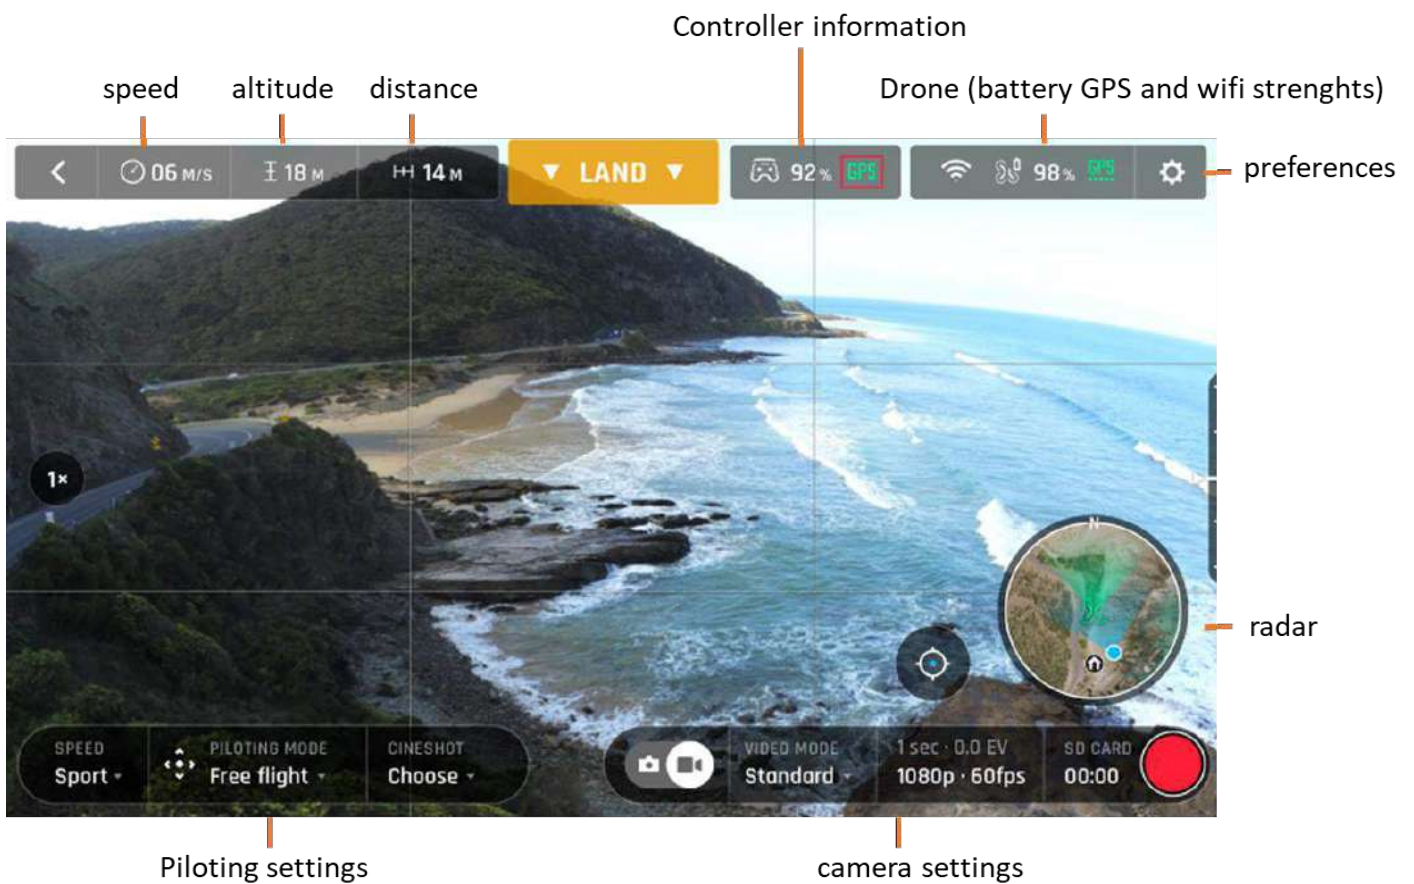 Controller information
speed altitude distance
Drone (battery GPS and wifi strenghts)
06 M/S 18 M 14 M LAND 92% GPS 98% GPS
preferences
1×
N
radar
SPEED PILOTING MODE CINESHOT VIDEO MODE 1 sec · 0.0 EV SD CARD
Sport Free flight Choose Standard 1080p · 60fps 00:00
Piloting settings camera settings